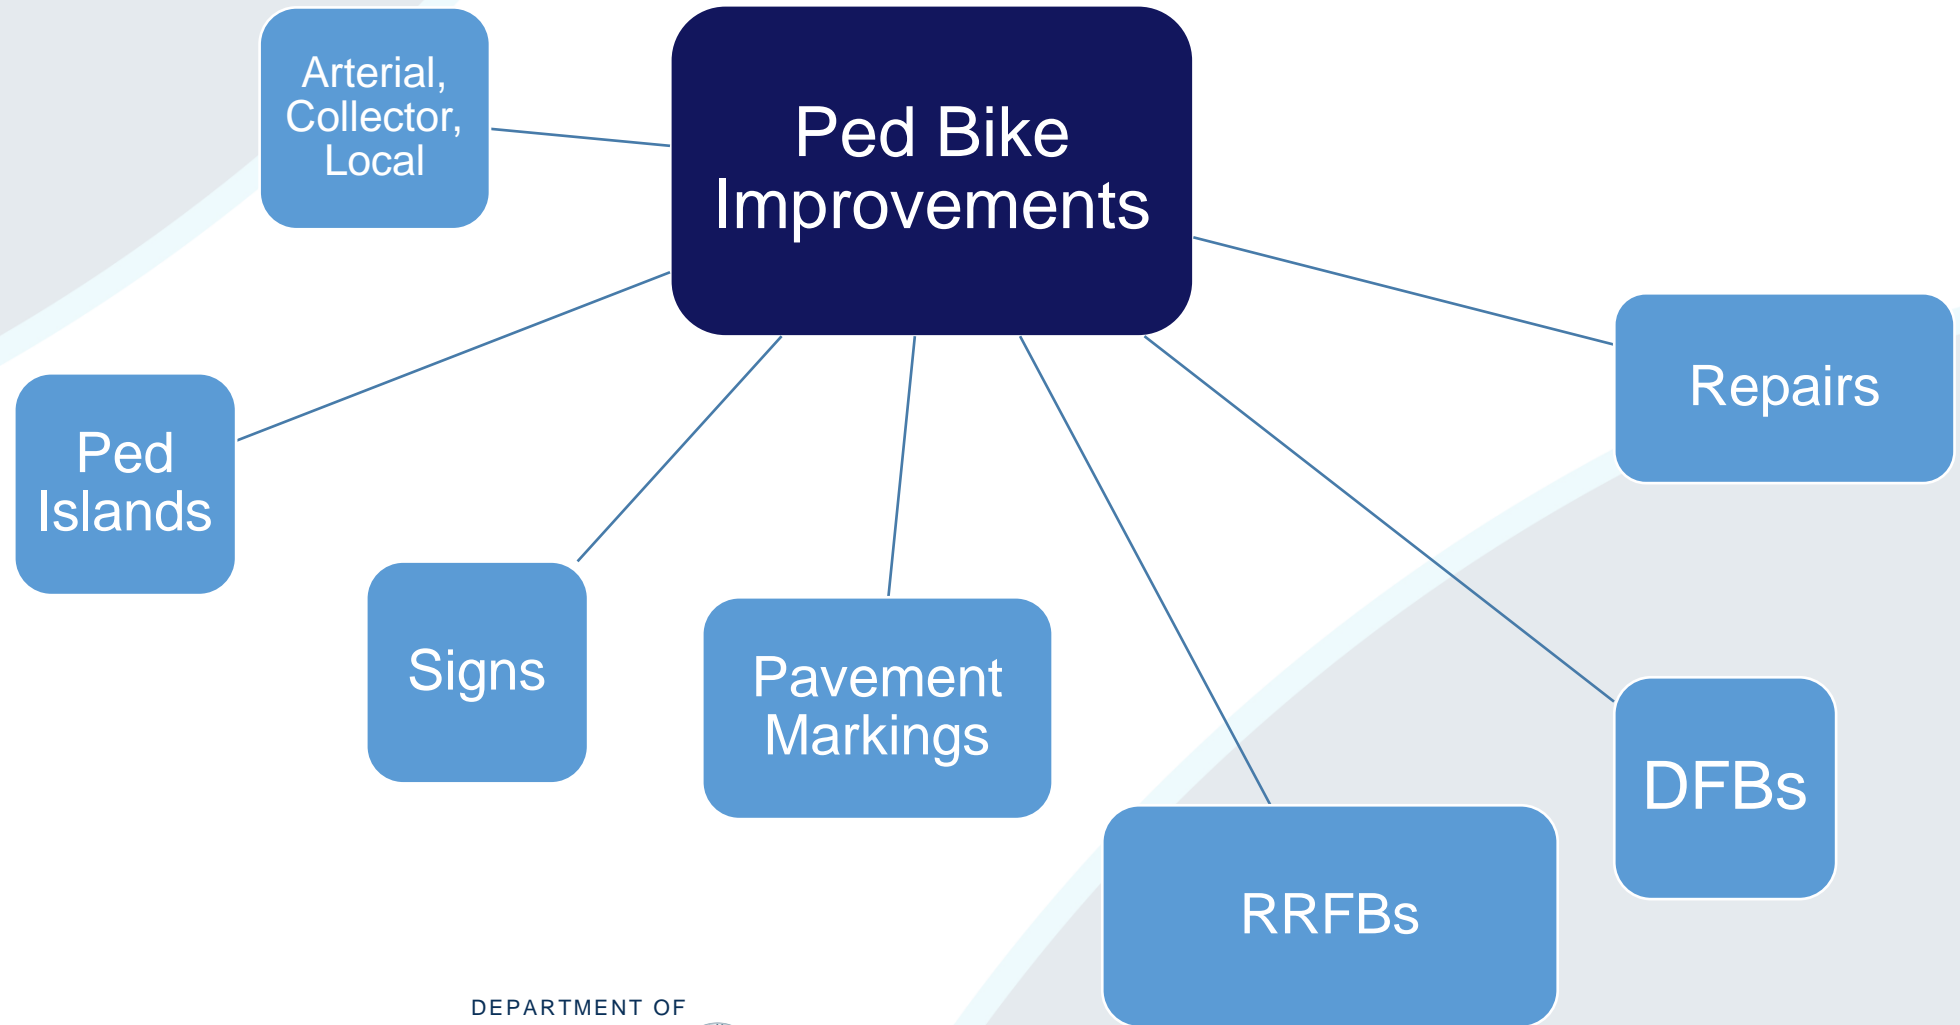 Arterial,
Collector,
Local
Ped Bike
Improvements
Repairs
Ped
Islands
Signs
Pavement
Markings
DFBs
RRFBs
DEPARTMENT OF